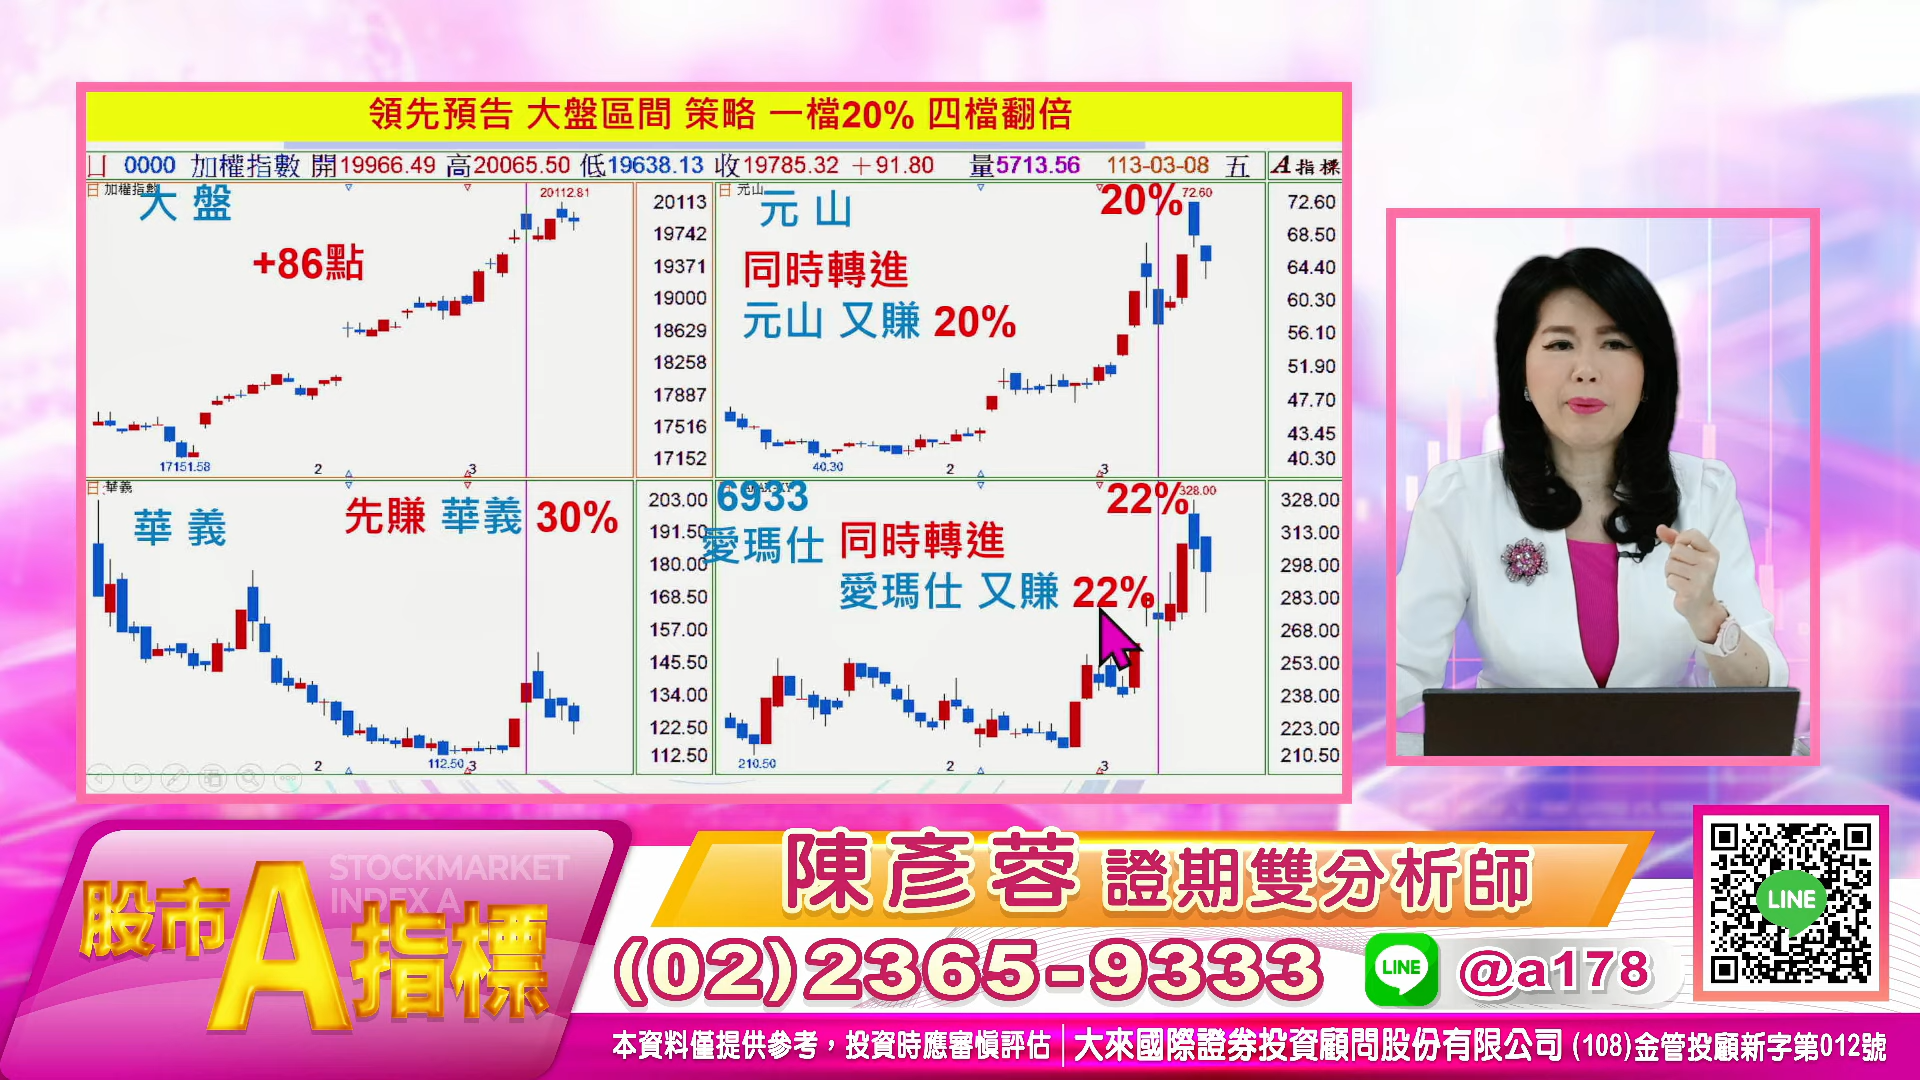 領先預告 大盤區間 策略 一檔20% 四檔翻倍
日 0000 加權指數 開19966.49 高20065.50 低19638.13 收19785.32 +91.80 量5713.56 113-03-08 五 A指標
日 加權指數
大 盤
+86點
20112.81
17151.58
2
3
20113
19742
19371
19000
18629
18258
17887
17516
17152
日 元山
元 山
20%
72.60
同時轉進
元山 又賺 20%
40.30
2
3
72.60
68.50
64.40
60.30
56.10
51.90
47.70
43.45
40.30
日 華義
華 義
先賺 華義 30%
112.50
2
3
203.00
191.50
180.00
168.50
157.00
145.50
134.00
122.50
112.50
6933
愛瑪仕
22%
328.00
同時轉進
愛瑪仕 又賺 22%
210.50
2
3
328.00
313.00
298.00
283.00
268.00
253.00
238.00
223.00
210.50
STOCKMARKET
INDEX A
股市A指標
陳彥蓉 證期雙分析師
(02)2365-9333
LINE
@a178
LINE
本資料僅提供參考，投資時應審慎評估 | 大來國際證券投資顧問股份有限公司 (108)金管投顧新字第012號